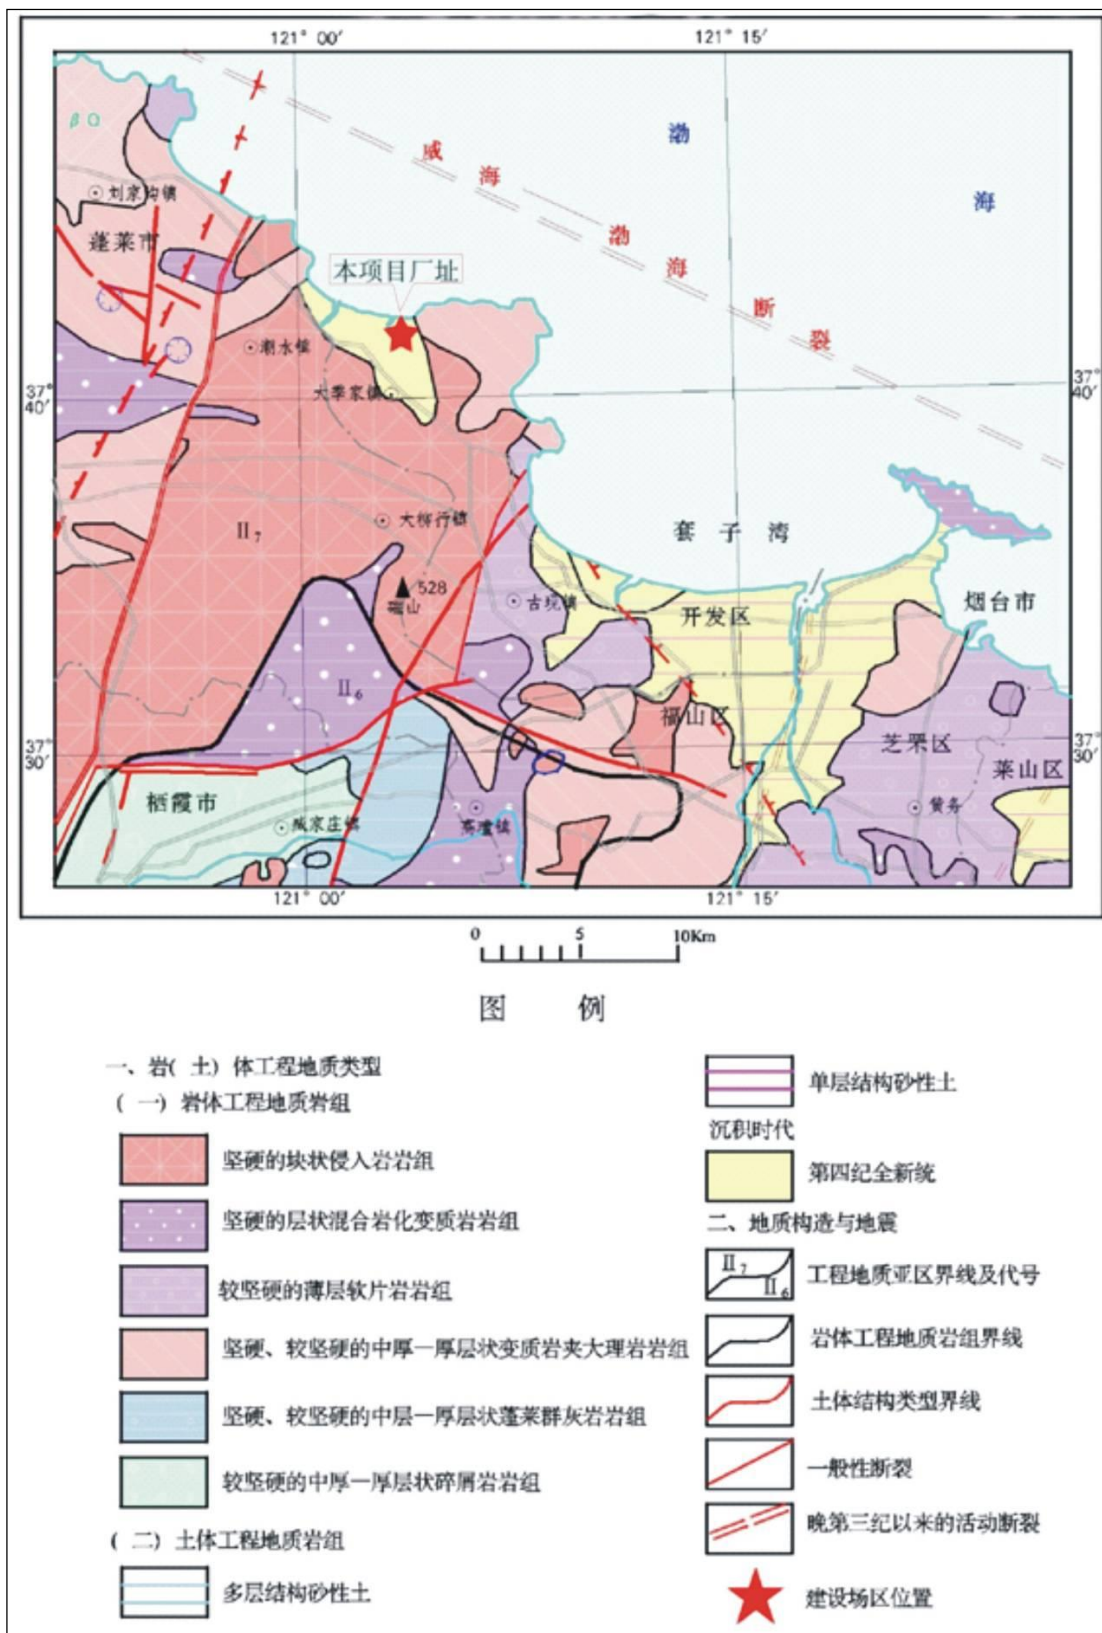 121° 00′
121° 15′
βQ
渤
海
威
海
渤
海
断
裂
刘家沟镇
蓬莱市
本项目厂址
潮水镇
大季家镇
37°
40′
37°
40′
Ⅱ₇
大柳行镇
套子湾
528
古现镇
开发区
烟台市
Ⅱ₆
福山区
芝罘区
莱山区
37°
30′
37°
30′
栖霞市
臧家庄镇
高疃镇
黄务
121° 00′
121° 15′
0 5 10Km
图 例
一、岩( 土) 体工程地质类型
( 一) 岩体工程地质岩组
坚硬的块状侵入岩岩组
坚硬的层状混合岩化变质岩岩组
较坚硬的薄层软片岩岩组
坚硬、较坚硬的中厚—厚层状变质岩夹大理岩岩组
坚硬、较坚硬的中层—厚层状蓬莱群灰岩岩组
较坚硬的中厚—厚层状碎屑岩岩组
( 二) 土体工程地质岩组
多层结构砂性土
单层结构砂性土
沉积时代
第四纪全新统
二、地质构造与地震
Ⅱ₇
Ⅱ₆
工程地质亚区界线及代号
岩体工程地质岩组界线
土体结构类型界线
一般性断裂
晚第三纪以来的活动断裂
建设场区位置